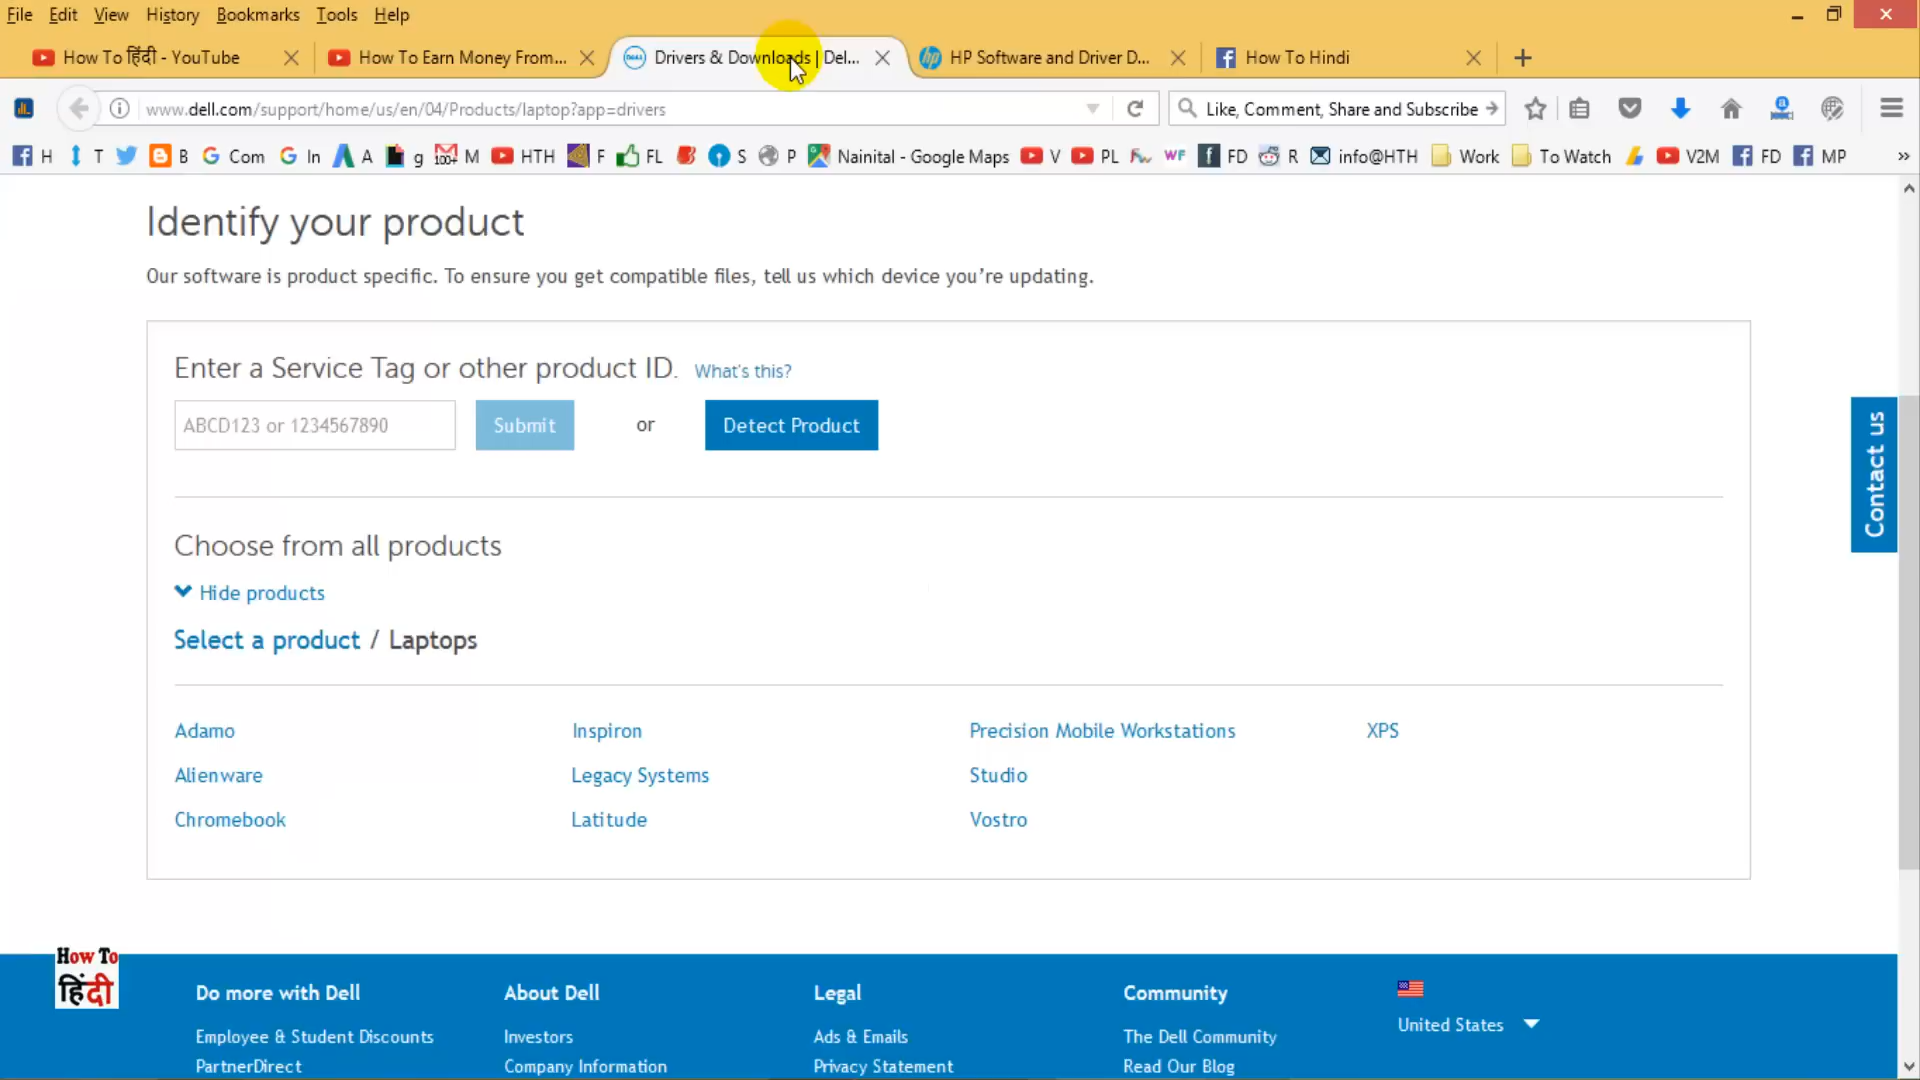 File Edit View History Bookmarks Tools Help
How To हिंदी - YouTube
How To Earn Money From...
Drivers & Downloads | Del...
HP Software and Driver D...
How To Hindi
www.dell.com/support/home/us/en/04/Products/laptop?app=drivers
Like, Comment, Share and Subscribe
H T B Com In A g M HTH F FL S P Nainital - Google Maps V PL WF FD R info@HTH Work To Watch V2M FD MP
Identify your product
Our software is product specific. To ensure you get compatible files, tell us which device you're updating.
Enter a Service Tag or other product ID. What's this?
ABCD123 or 1234567890
Submit
or
Detect Product
Contact us
Choose from all products
Hide products
Select a product / Laptops
Adamo Inspiron Precision Mobile Workstations XPS
Alienware Legacy Systems Studio
Chromebook Latitude Vostro
How To
हिंदी
Do more with Dell About Dell Legal Community
Employee & Student Discounts Investors Ads & Emails The Dell Community United States
PartnerDirect Company Information Privacy Statement Read Our Blog